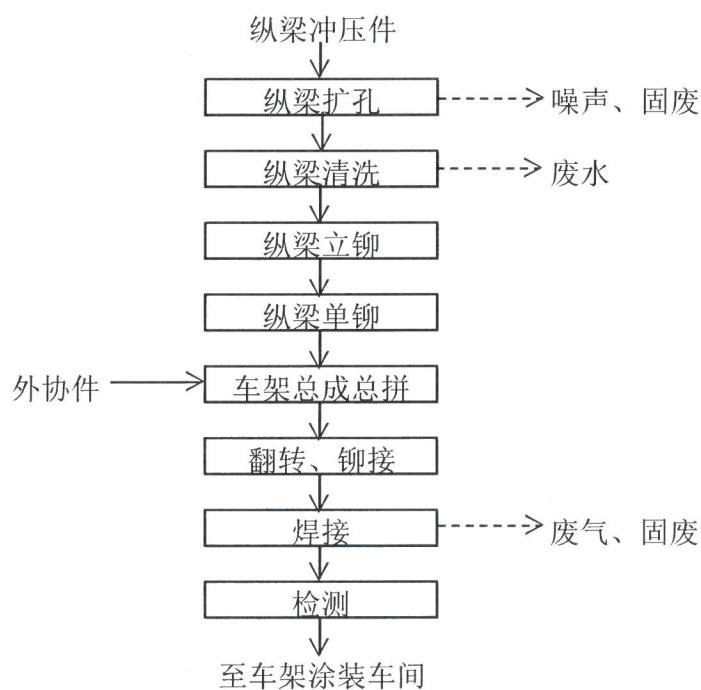 纵梁冲压件
纵梁扩孔
噪声、固废
纵梁清洗
废水
纵梁立铆
纵梁单铆
外协件
车架总成总拼
翻转、铆接
焊接
废气、固废
检测
至车架涂装车间